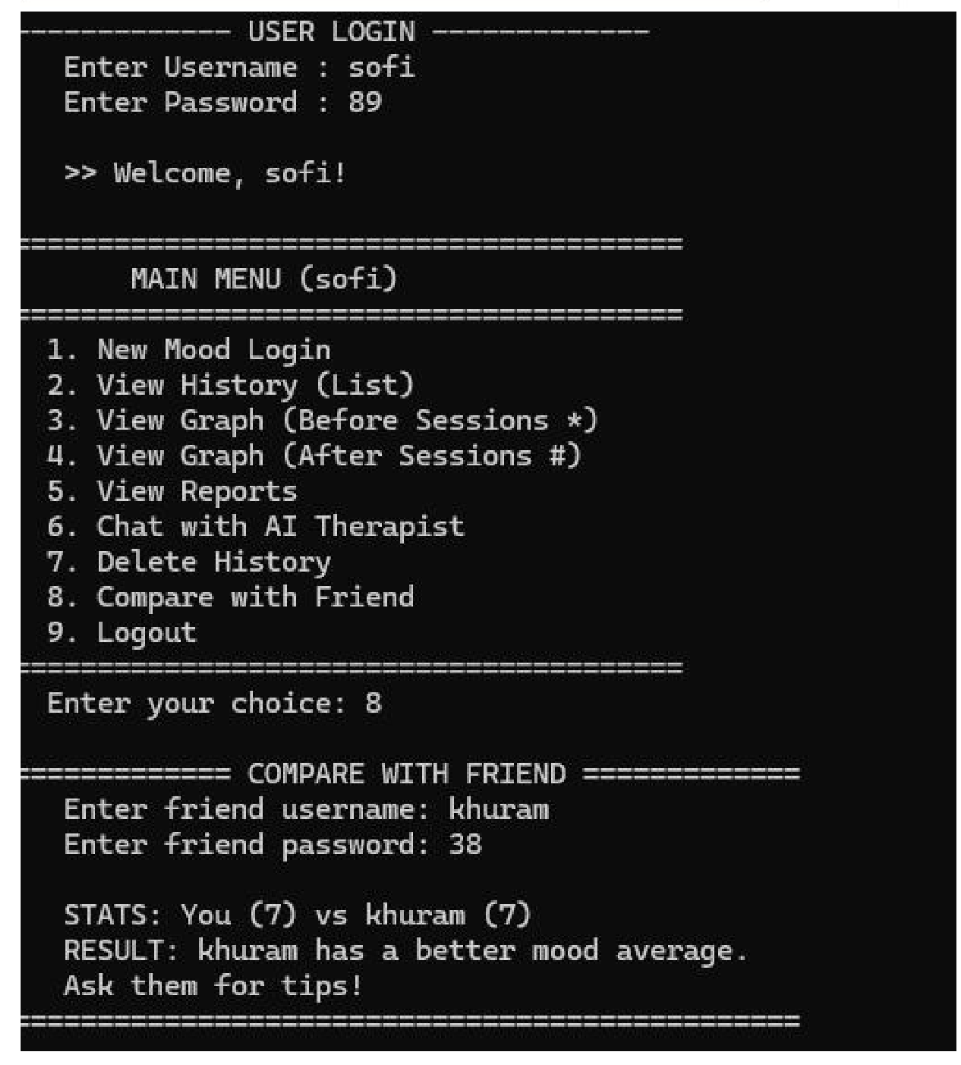 ------------- USER LOGIN -------------
Enter Username : sofi
Enter Password : 89
>> Welcome, sofi!
========================================
MAIN MENU (sofi)
========================================
1. New Mood Login
2. View History (List)
3. View Graph (Before Sessions *)
4. View Graph (After Sessions #)
5. View Reports
6. Chat with AI Therapist
7. Delete History
8. Compare with Friend
9. Logout
========================================
Enter your choice: 8
============= COMPARE WITH FRIEND =============
Enter friend username: khuram
Enter friend password: 38
STATS: You (7) vs khuram (7)
RESULT: khuram has a better mood average.
Ask them for tips!
===============================================